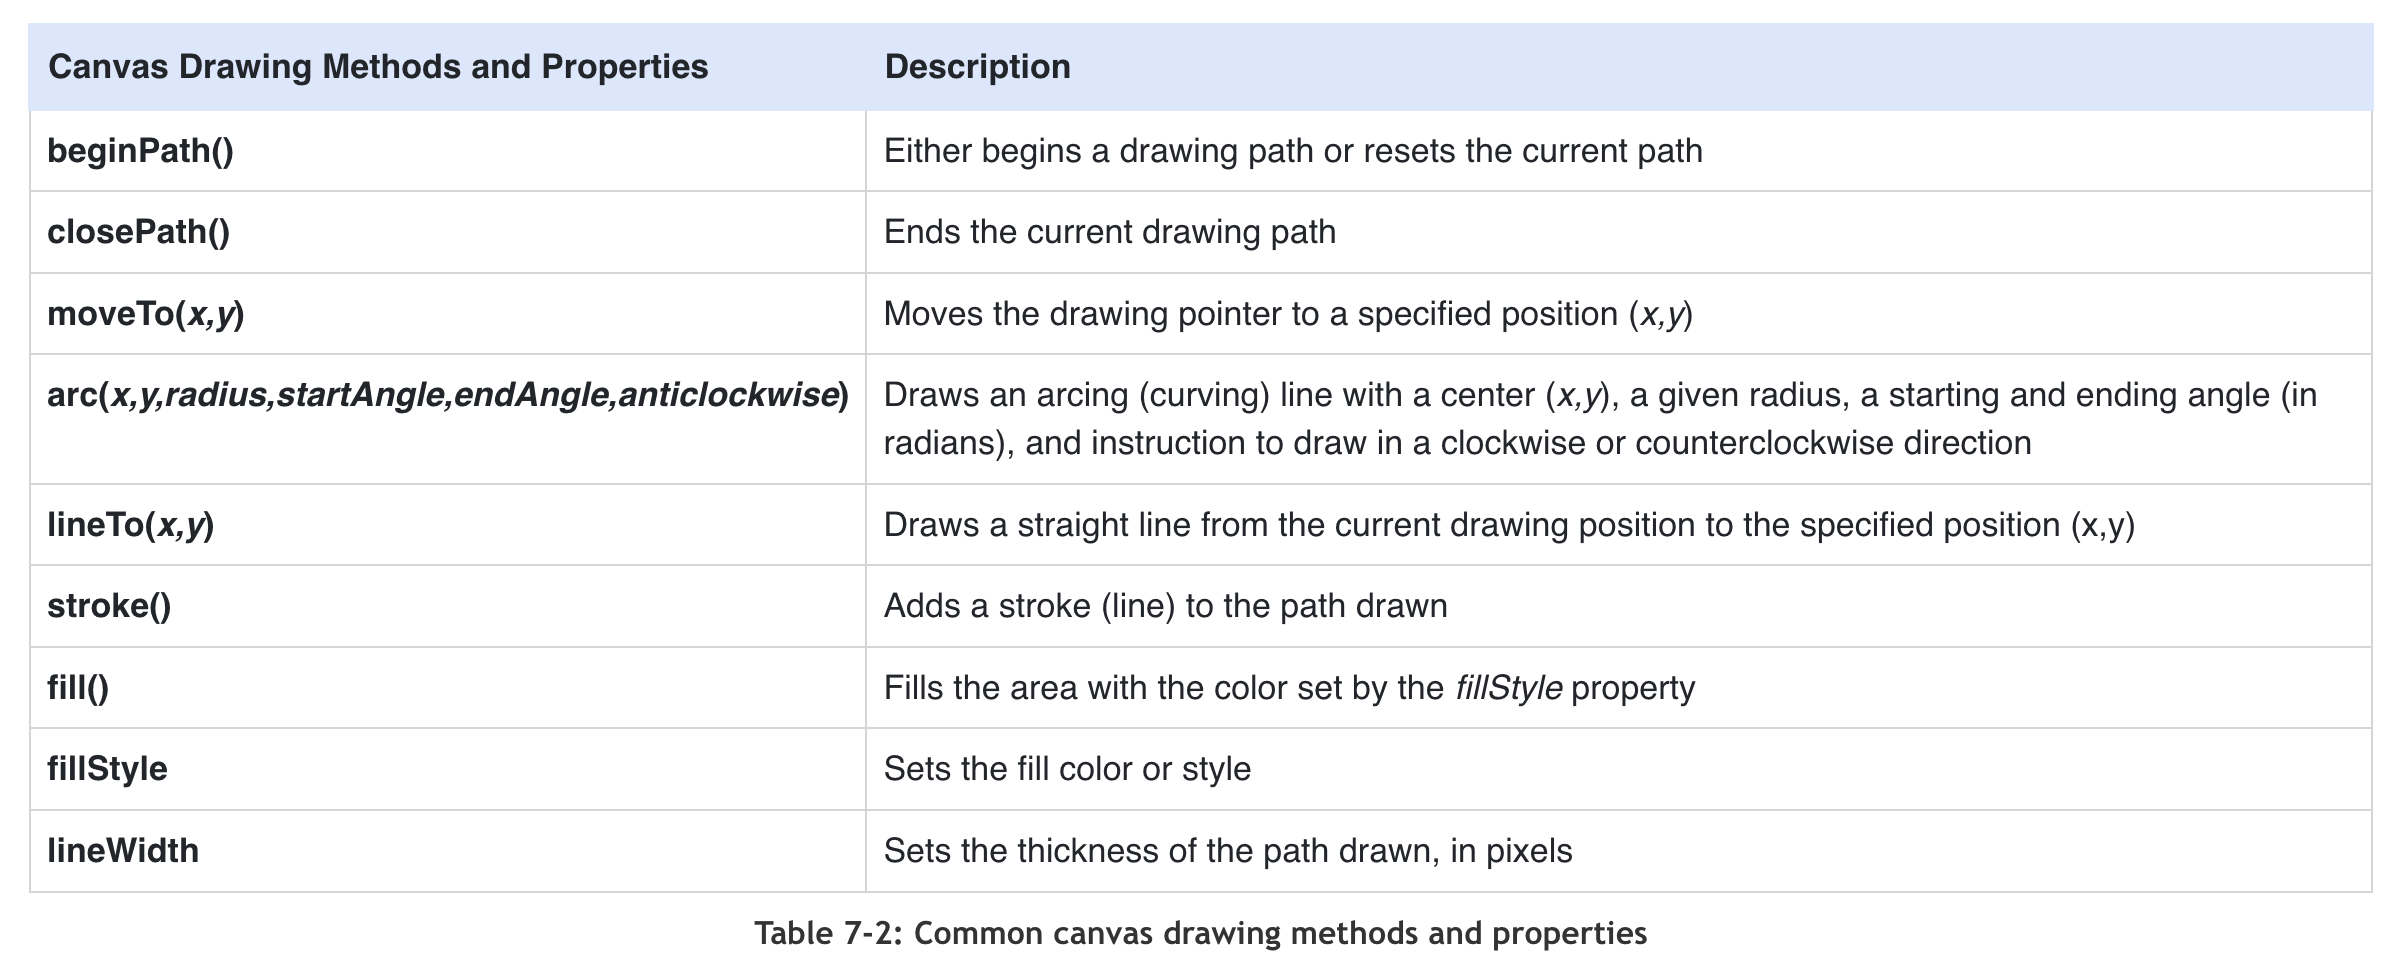 Canvas Drawing Methods and Properties Description
beginPath() Either begins a drawing path or resets the current path
closePath() Ends the current drawing path
moveTo(x,y) Moves the drawing pointer to a specified position (x,y)
arc(x,y,radius,startAngle,endAngle,anticlockwise) Draws an arcing (curving) line with a center (x,y), a given radius, a starting and ending angle (in
radians), and instruction to draw in a clockwise or counterclockwise direction
lineTo(x,y) Draws a straight line from the current drawing position to the specified position (x,y)
stroke() Adds a stroke (line) to the path drawn
fill() Fills the area with the color set by the fillStyle property
fillStyle Sets the fill color or style
lineWidth Sets the thickness of the path drawn, in pixels
Table 7-2: Common canvas drawing methods and properties